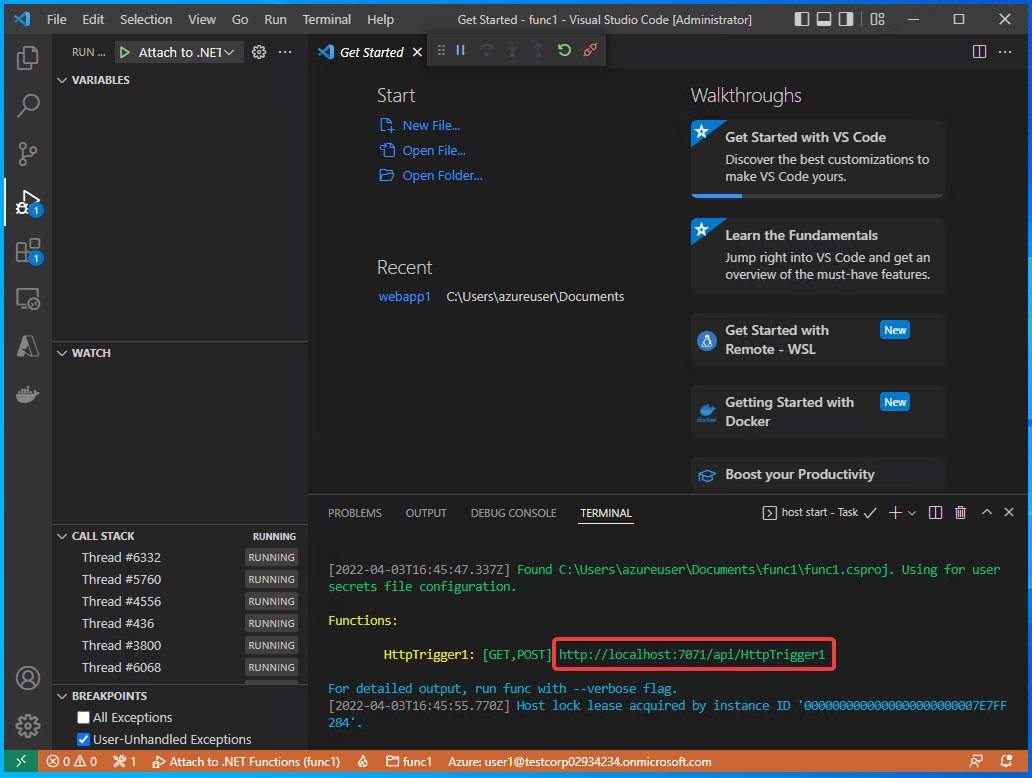 File Edit Selection View Go Run Terminal Help Get Started - func1 - Visual Studio Code [Administrator]
RUN ... Attach to .NET
Get Started
VARIABLES
Start
New File...
Open File...
Open Folder...
Recent
webapp1 C:\Users\azureuser\Documents
Walkthroughs
Get Started with VS Code
Discover the best customizations to
make VS Code yours.
Learn the Fundamentals
Jump right into VS Code and get an
overview of the must-have features.
Get Started with
Remote - WSL
New
Getting Started with
Docker
New
docker
Boost your Productivity
1
1
WATCH
CALL STACK RUNNING
Thread #6332 RUNNING
Thread #5760 RUNNING
Thread #4556 RUNNING
Thread #436 RUNNING
Thread #3800 RUNNING
Thread #6068 RUNNING
BREAKPOINTS
All Exceptions
User-Unhandled Exceptions
PROBLEMS OUTPUT DEBUG CONSOLE TERMINAL host start - Task
[2022-04-03T16:45:47.337Z] Found C:\Users\azureuser\Documents\func1\func1.csproj. Using for user
secrets file configuration.
Functions:
HttpTrigger1: [GET,POST] http://localhost:7071/api/HttpTrigger1
For detailed output, run func with --verbose flag.
[2022-04-03T16:45:55.770Z] Host lock lease acquired by instance ID '0000000000000000000000007E7FF
284'.
0 0 1 Attach to .NET Functions (func1) func1 Azure: user1@testcorp02934234.onmicrosoft.com